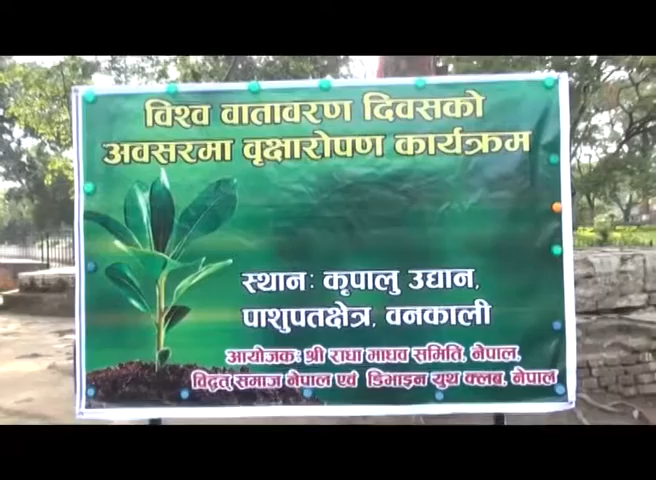 विश्व वातावरण दिवसको
अवसरमा वृक्षारोपण कार्यक्रम
स्थान: कृपालु उद्यान,
पाशुपतक्षेत्र, वनकाली
आयोजक: श्री राधा माधव समिति, नेपाल,
विद्वत् समाज नेपाल एवं डिभाइन यूथ क्लब, नेपाल